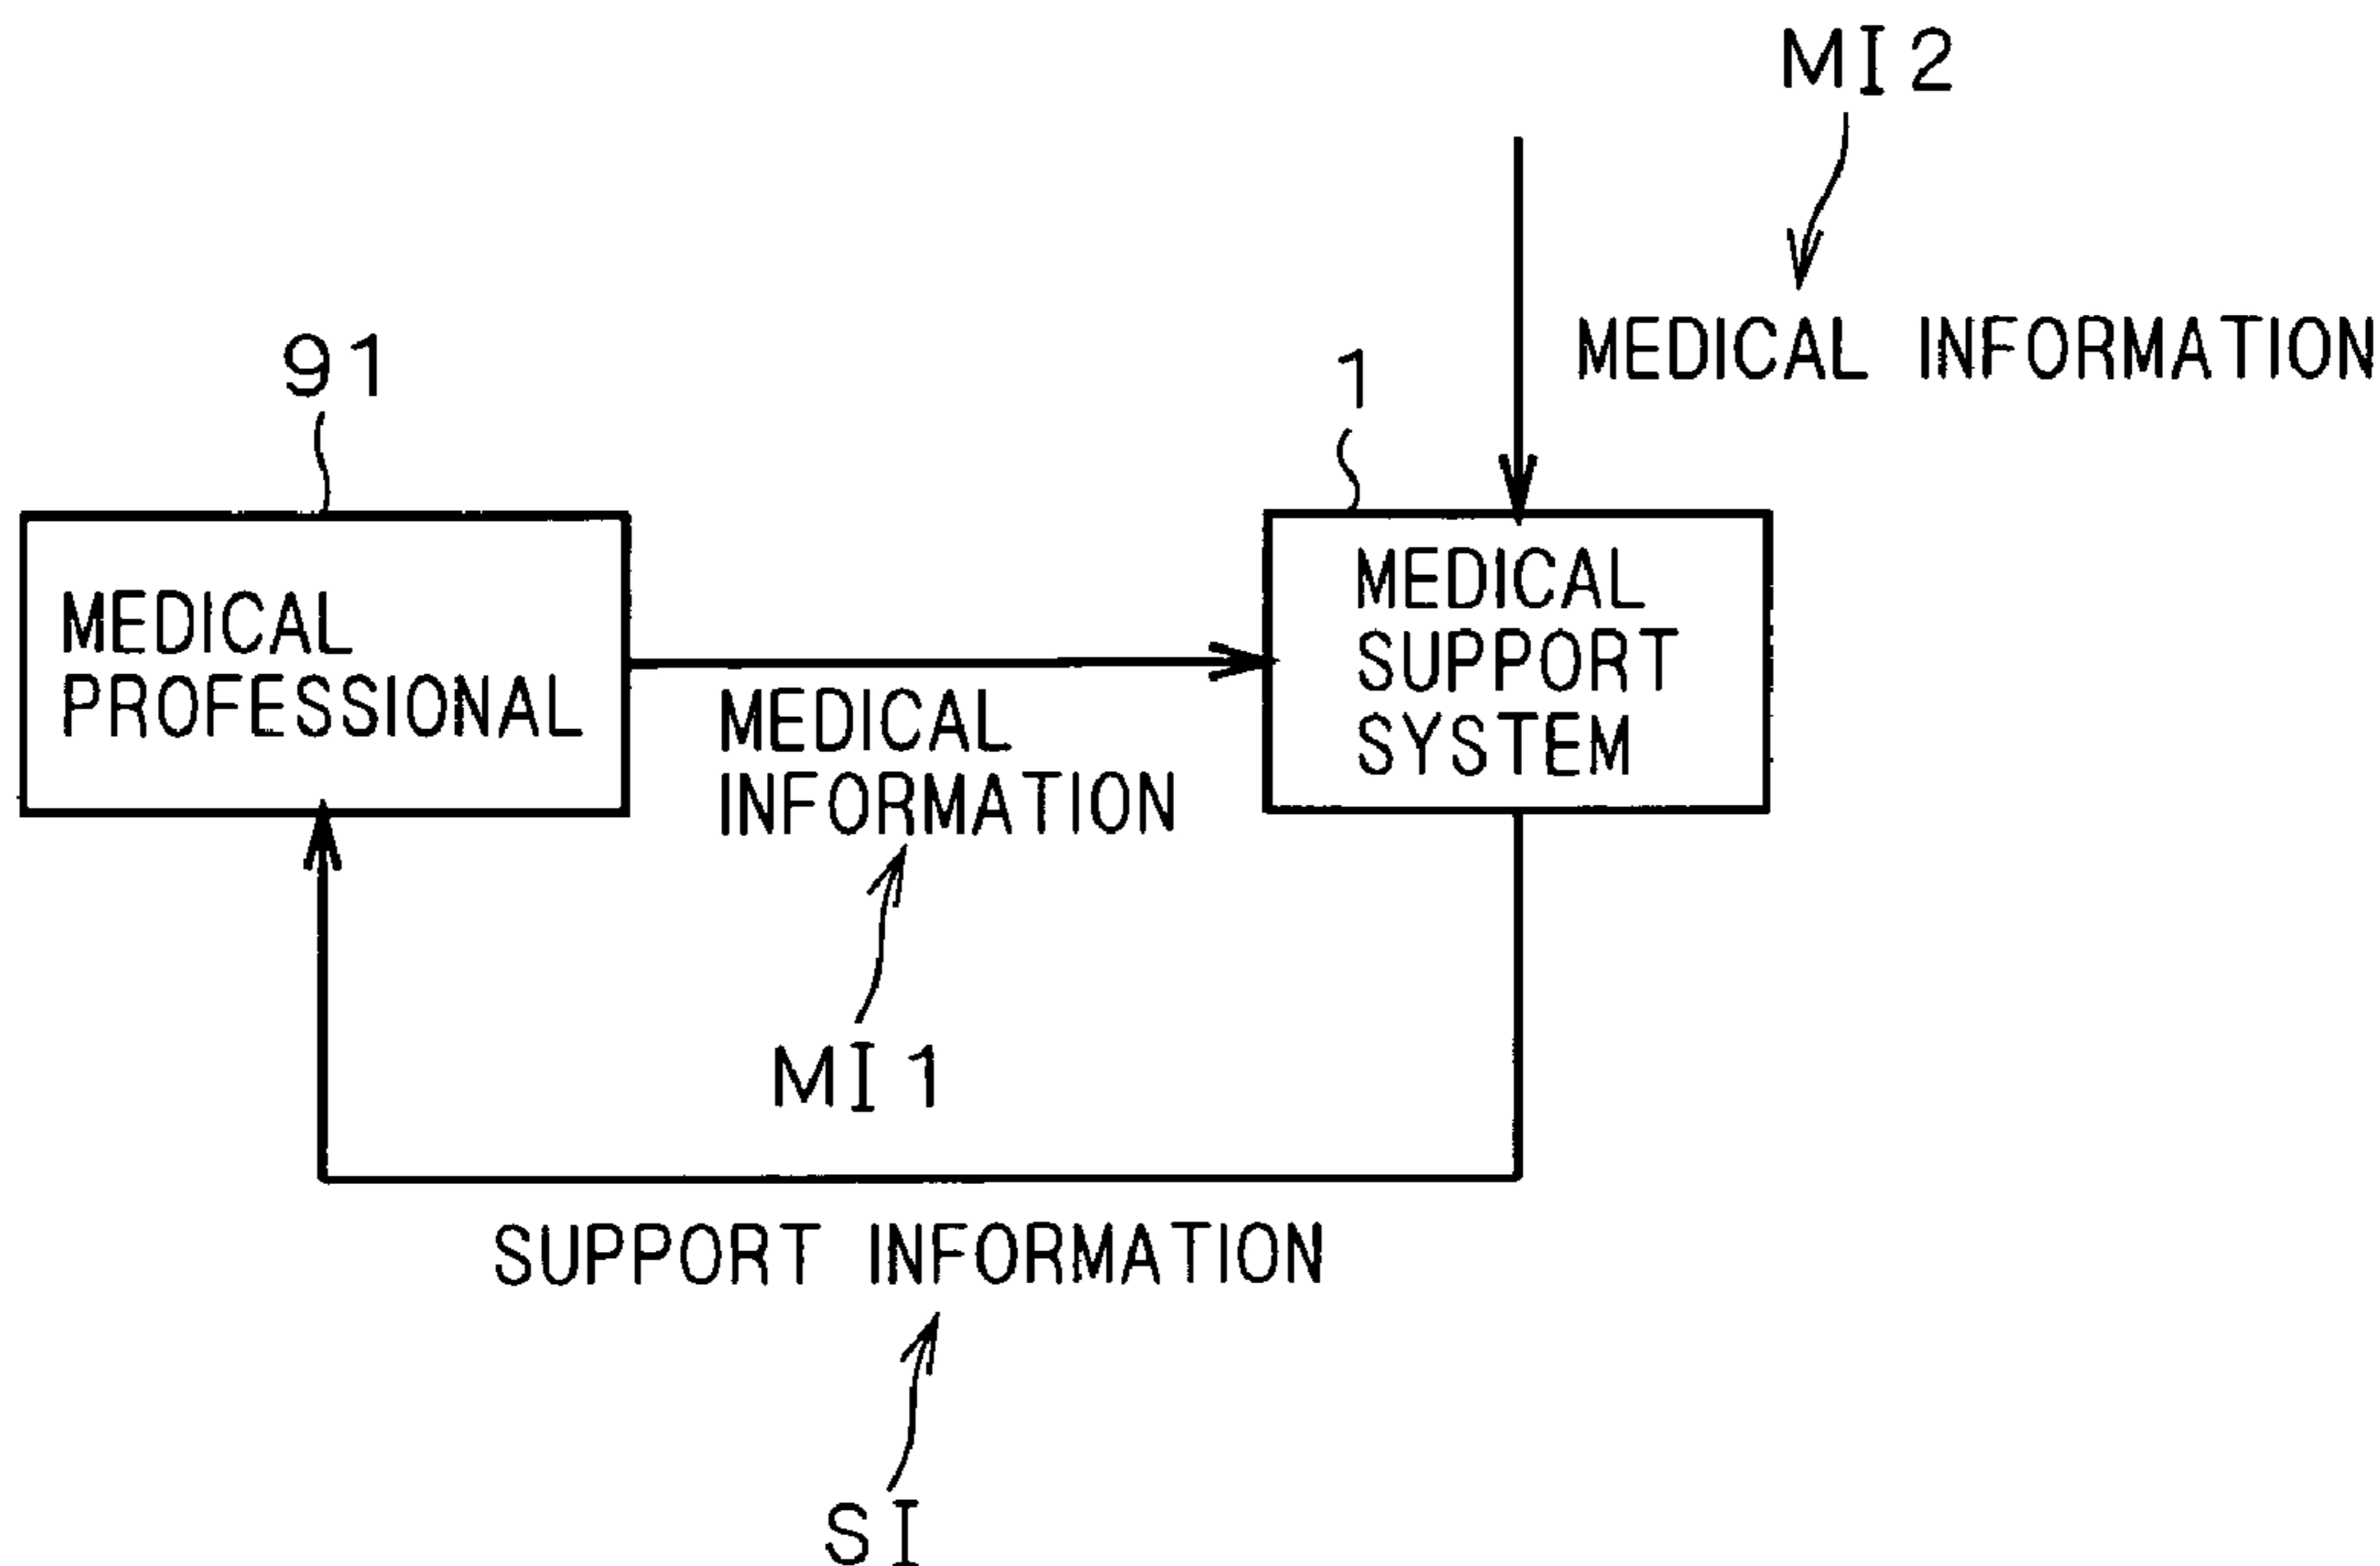 MI2
MEDICAL INFORMATION
91
1
MEDICAL
PROFESSIONAL
MEDICAL
SUPPORT
SYSTEM
MEDICAL
INFORMATION
MI1
SUPPORT INFORMATION
SI